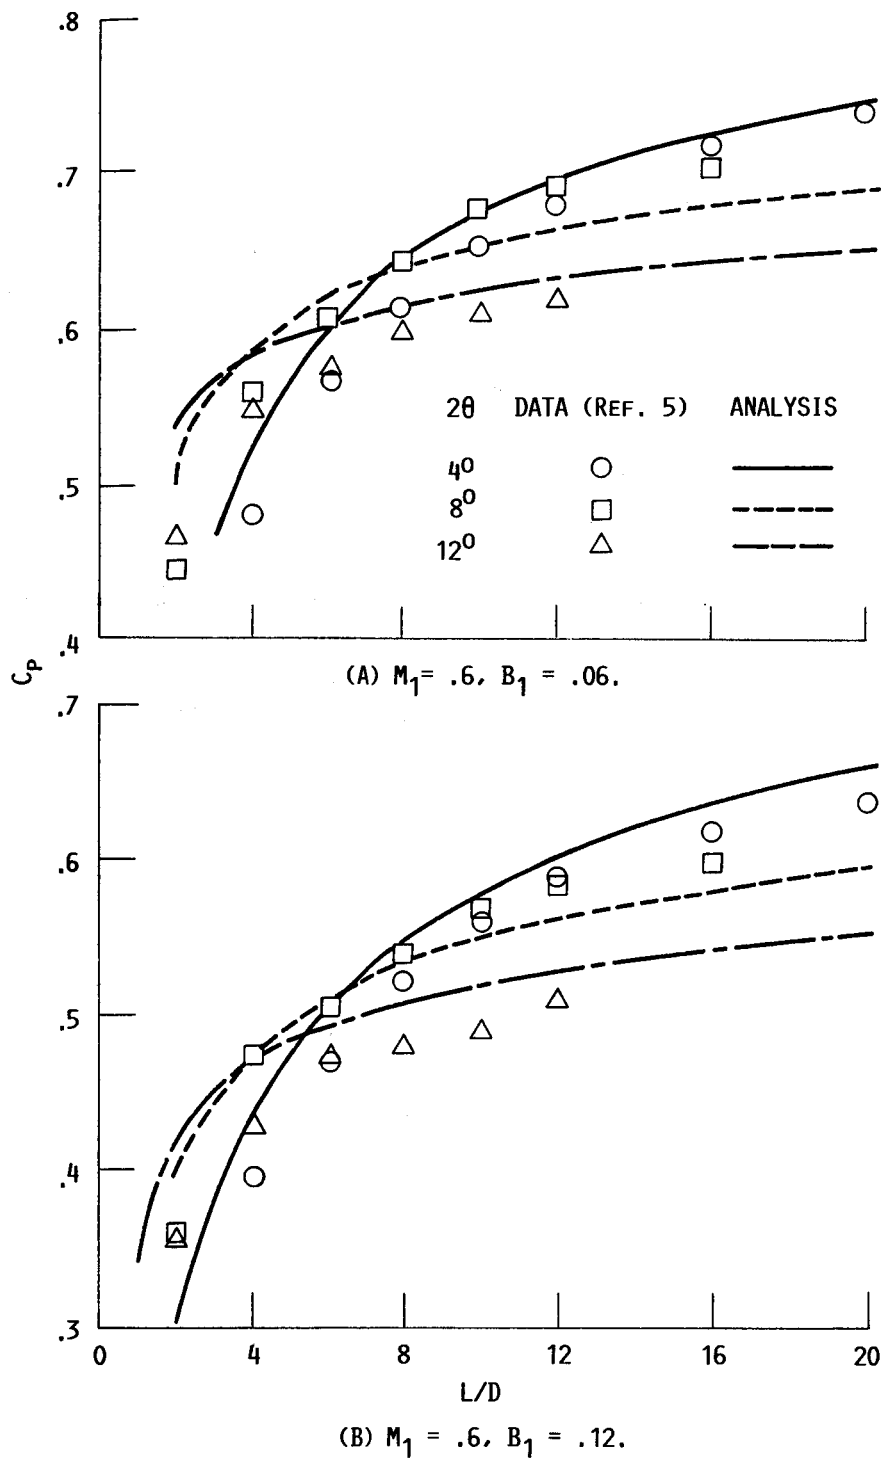 .8
.7
.6
.5
.4
2θ DATA (REF. 5) ANALYSIS
4⁰
8⁰
12⁰
C_P
(A) M₁= .6, B₁ = .06.
.7
.6
.5
.4
.3
0 4 8 12 16 20
L/D
(B) M₁ = .6, B₁ = .12.